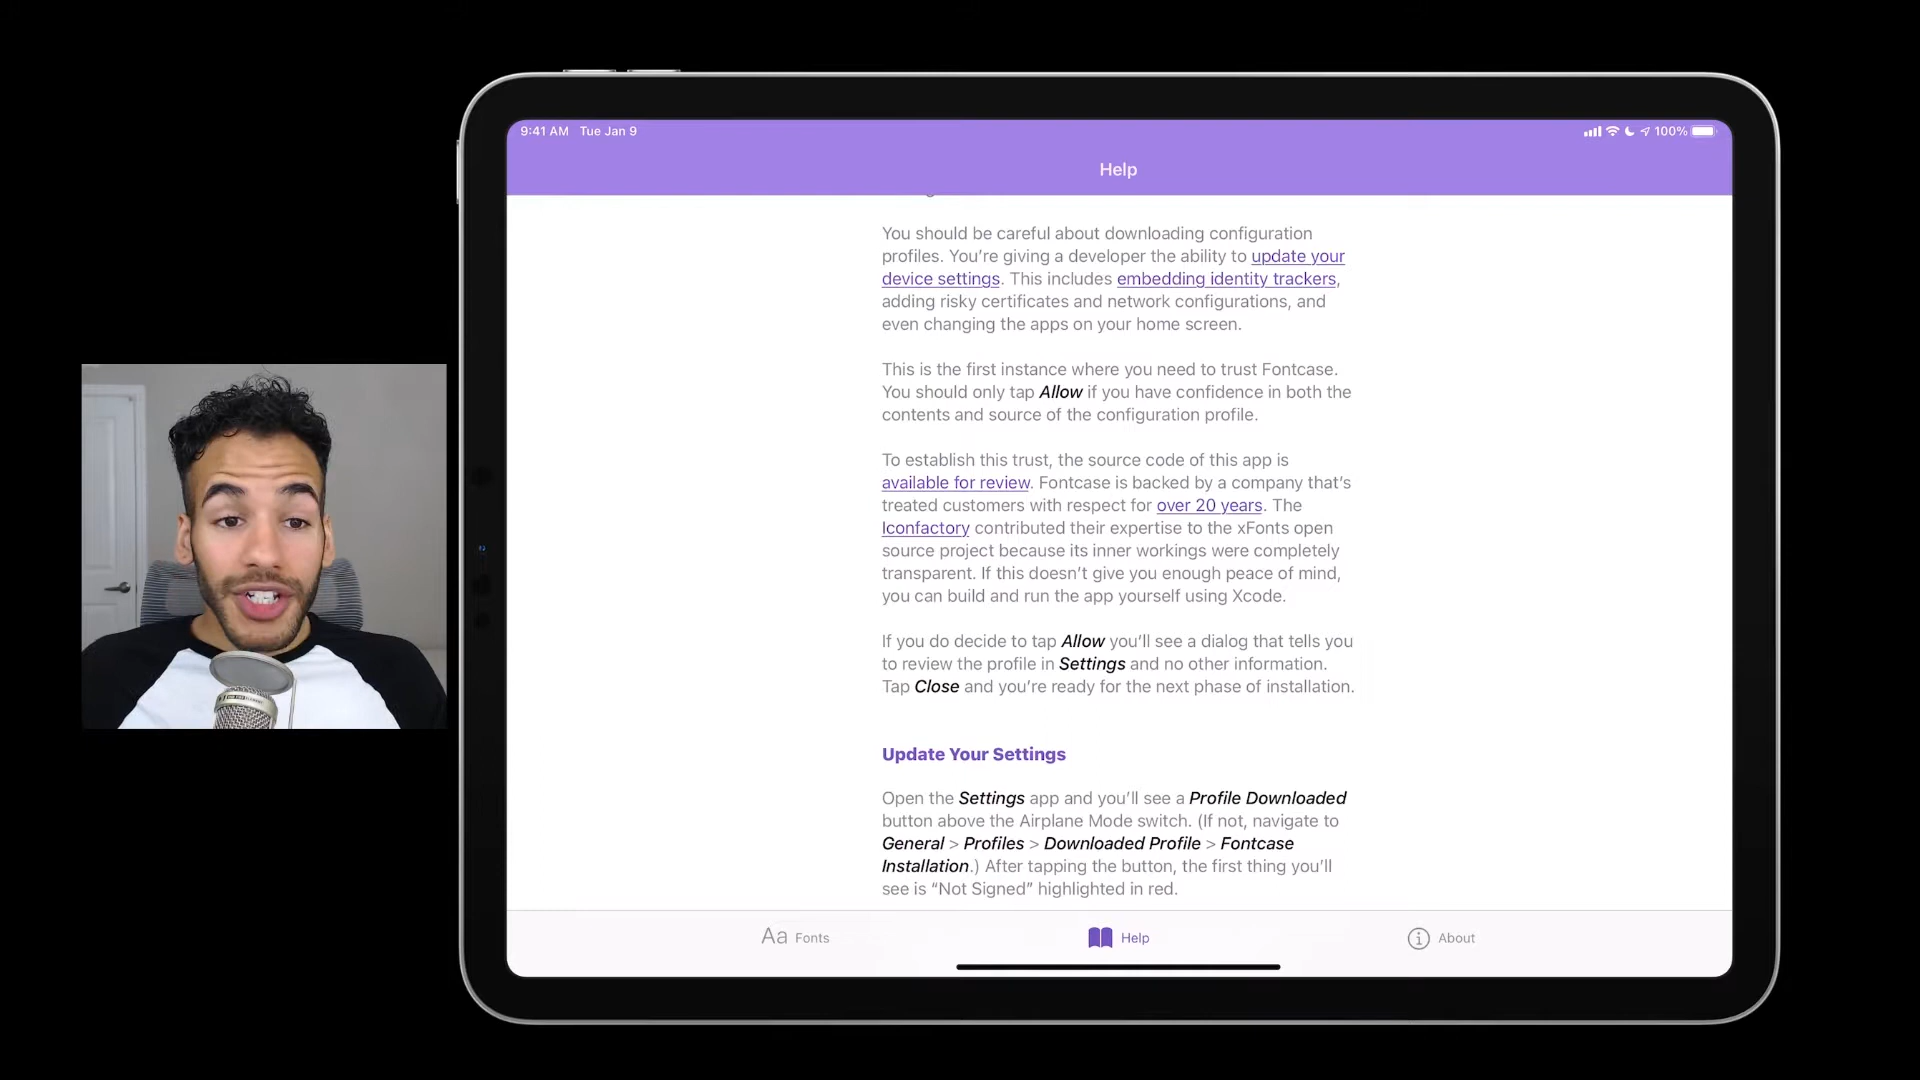 9:41 AM Tue Jan 9
100%
Help
You should be careful about downloading configuration
profiles. You’re giving a developer the ability to update your
device settings. This includes embedding identity trackers,
adding risky certificates and network configurations, and
even changing the apps on your home screen.
This is the first instance where you need to trust Fontcase.
You should only tap Allow if you have confidence in both the
contents and source of the configuration profile.
To establish this trust, the source code of this app is
available for review. Fontcase is backed by a company that’s
treated customers with respect for over 20 years. The
Iconfactory contributed their expertise to the xFonts open
source project because its inner workings were completely
transparent. If this doesn’t give you enough peace of mind,
you can build and run the app yourself using Xcode.
If you do decide to tap Allow you’ll see a dialog that tells you
to review the profile in Settings and no other information.
Tap Close and you’re ready for the next phase of installation.
Update Your Settings
Open the Settings app and you’ll see a Profile Downloaded
button above the Airplane Mode switch. (If not, navigate to
General > Profiles > Downloaded Profile > Fontcase
Installation.) After tapping the button, the first thing you’ll
see is “Not Signed” highlighted in red.
Aa Fonts
Help
About